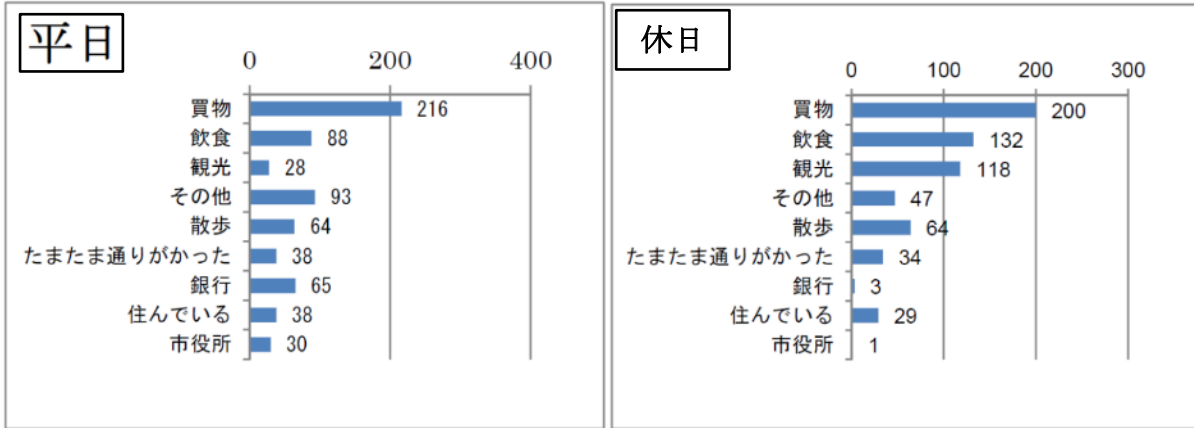 平日
0 200 400
買物 216
飲食 88
観光 28
その他 93
散歩 64
たまたま通りがかった 38
銀行 65
住んでいる 38
市役所 30
休日
0 100 200 300
買物 200
飲食 132
観光 118
その他 47
散歩 64
たまたま通りがかった 34
銀行 3
住んでいる 29
市役所 1